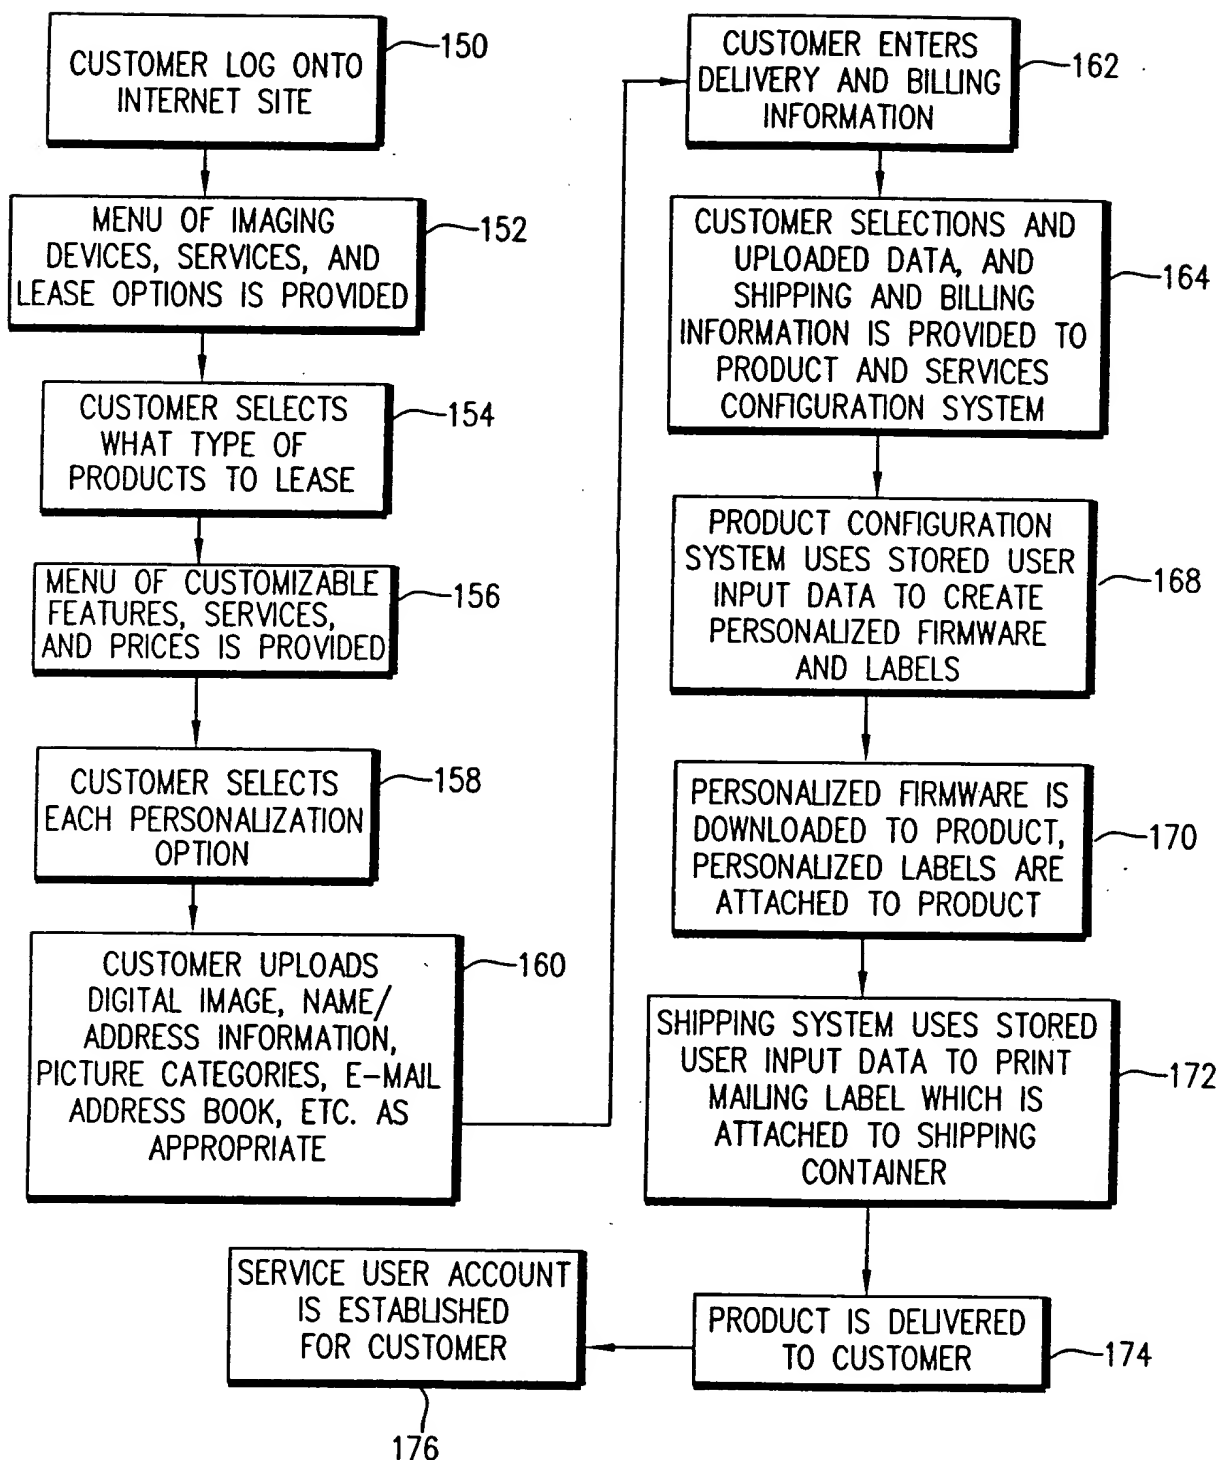 CUSTOMER LOG ONTO
INTERNET SITE
150
MENU OF IMAGING
DEVICES, SERVICES, AND
LEASE OPTIONS IS PROVIDED
152
CUSTOMER SELECTS
WHAT TYPE OF
PRODUCTS TO LEASE
154
MENU OF CUSTOMIZABLE
FEATURES, SERVICES,
AND PRICES IS PROVIDED
156
CUSTOMER SELECTS
EACH PERSONALIZATION
OPTION
158
CUSTOMER UPLOADS
DIGITAL IMAGE, NAME/
ADDRESS INFORMATION,
PICTURE CATEGORIES, E-MAIL
ADDRESS BOOK, ETC. AS
APPROPRIATE
160
CUSTOMER ENTERS
DELIVERY AND BILLING
INFORMATION
162
CUSTOMER SELECTIONS AND
UPLOADED DATA, AND
SHIPPING AND BILLING
INFORMATION IS PROVIDED TO
PRODUCT AND SERVICES
CONFIGURATION SYSTEM
164
PRODUCT CONFIGURATION
SYSTEM USES STORED USER
INPUT DATA TO CREATE
PERSONALIZED FIRMWARE
AND LABELS
168
PERSONALIZED FIRMWARE IS
DOWNLOADED TO PRODUCT,
PERSONALIZED LABELS ARE
ATTACHED TO PRODUCT
170
SHIPPING SYSTEM USES STORED
USER INPUT DATA TO PRINT
MAILING LABEL WHICH IS
ATTACHED TO SHIPPING
CONTAINER
172
PRODUCT IS DELIVERED
TO CUSTOMER
174
SERVICE USER ACCOUNT
IS ESTABLISHED
FOR CUSTOMER
176